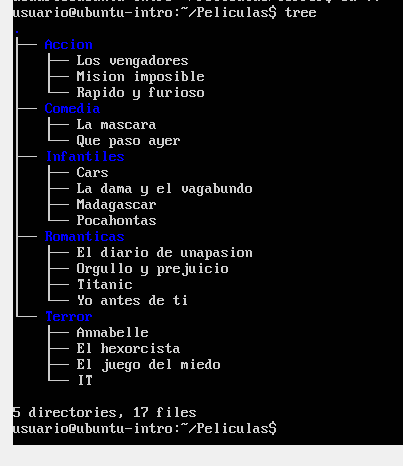 usuario@ubuntu-intro:~/Peliculas$ tree
.
├── Accion
│   ├── Los vengadores
│   ├── Mision imposible
│   └── Rapido y furioso
├── Comedia
│   ├── La mascara
│   └── Que paso ayer
├── Infantiles
│   ├── Cars
│   ├── La dama y el vagabundo
│   ├── Madagascar
│   └── Pocahontas
├── Romanticas
│   ├── El diario de unapasion
│   ├── Orgullo y prejuicio
│   ├── Titanic
│   └── Yo antes de ti
└── Terror
    ├── Annabelle
    ├── El hexorcista
    ├── El juego del miedo
    └── IT
5 directories, 17 files
usuario@ubuntu-intro:~/Peliculas$